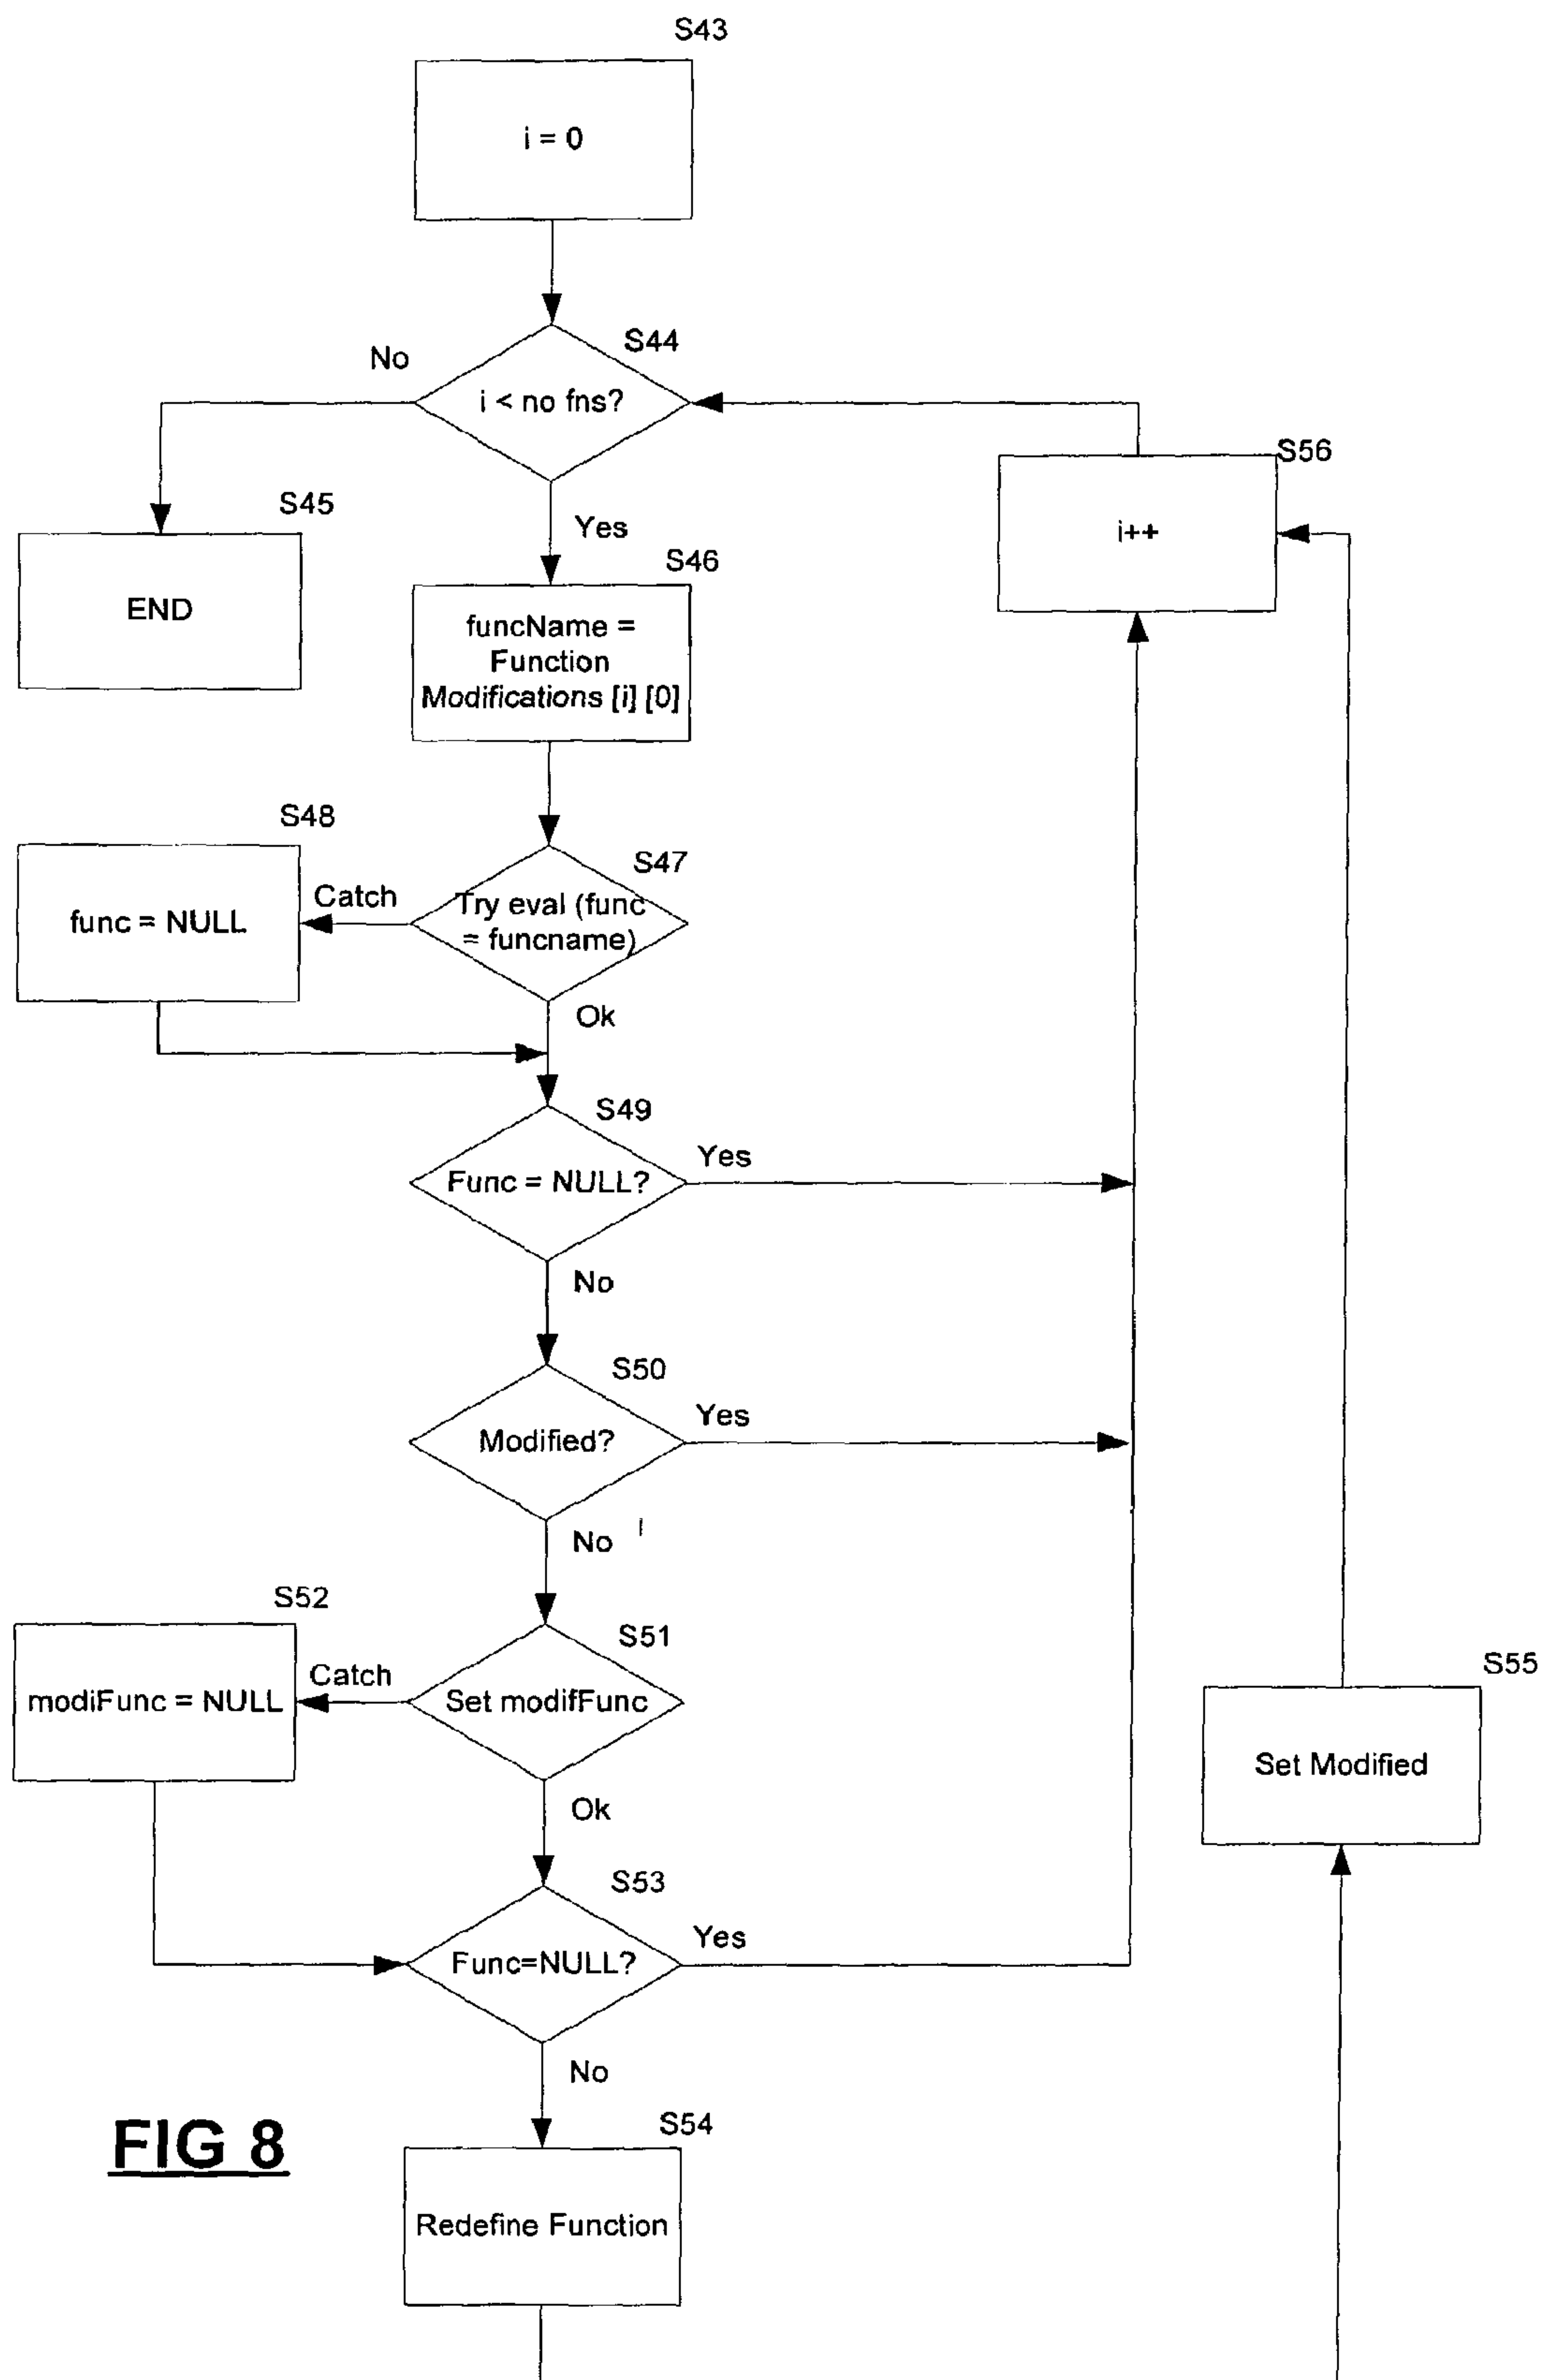 S43
i = 0
S44
No
i < no fns?
S56
i++
S45
END
Yes
S46
funcName =
Function
Modifications [i] [0]
S48
func = NULL
Catch
S47
Try eval (func
= funcname)
Ok
S49
Func = NULL?
Yes
No
S50
Modified?
Yes
No
S52
modiFunc = NULL
Catch
S51
Set modifFunc
Ok
S55
Set Modified
S53
Func=NULL?
Yes
No
FIG 8
S54
Redefine Function